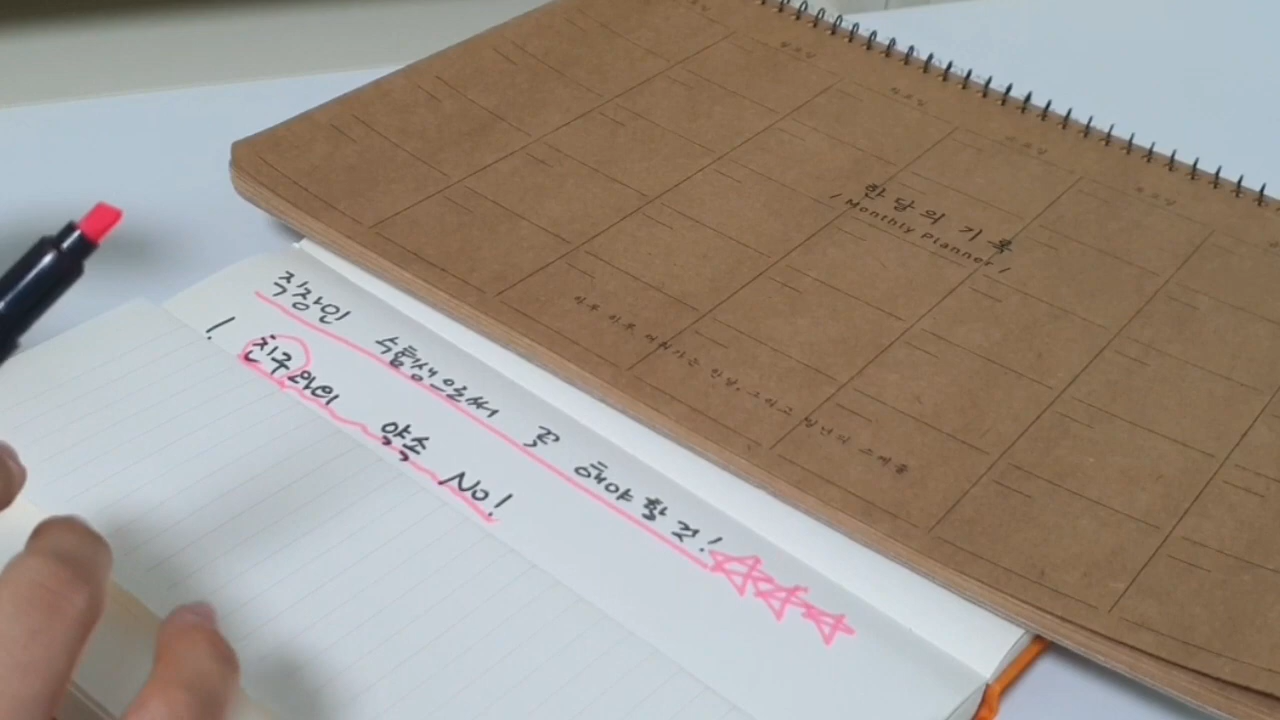 한 달의 기록
/ Monthly Planner /
직장인 수험생으로써 꼭 해야 할 것!
1. 친구와의 약속 No!